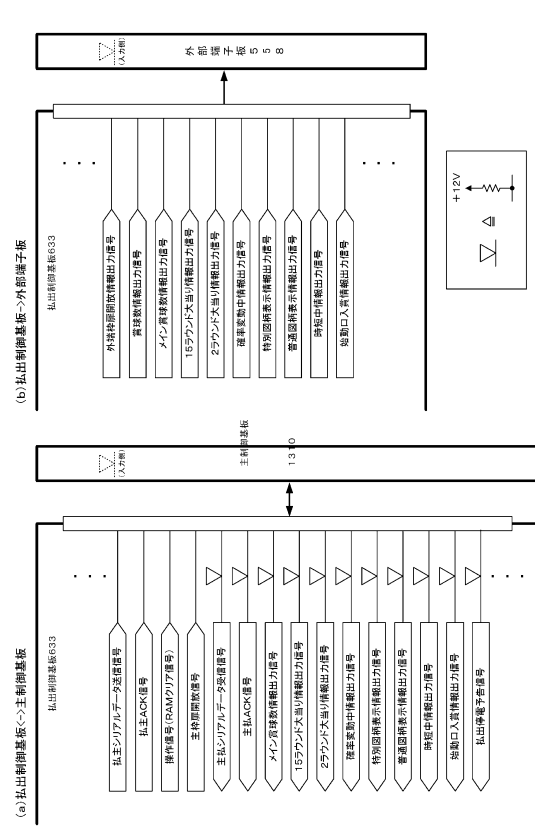 (a)払出制御基板<->主制御基板
払出制御基板633
払主シリアルデータ送信信号
払主ACK信号
操作信号(RAMクリア信号)
主枠扉開放信号
主払シリアルデータ受信信号
主払ACK信号
メイン賞球数情報出力信号
15ラウンド大当り情報出力信号
2ラウンド大当り情報出力信号
確率変動中情報出力信号
特別図柄表示情報出力信号
普通図柄表示情報出力信号
時短中情報出力信号
始動口入賞情報出力信号
払出停電予告信号
・・・
・・・
(入力側)
主制御基板
1310
(b)払出制御基板->外部端子板
払出制御基板633
外端枠扉開放情報出力信号
賞球数情報出力信号
メイン賞球数情報出力信号
15ラウンド大当り情報出力信号
2ラウンド大当り情報出力信号
確率変動中情報出力信号
特別図柄表示情報出力信号
普通図柄表示情報出力信号
時短中情報出力信号
始動口入賞情報出力信号
・・・
・・・
(入力側)
外部端子板558
+12V